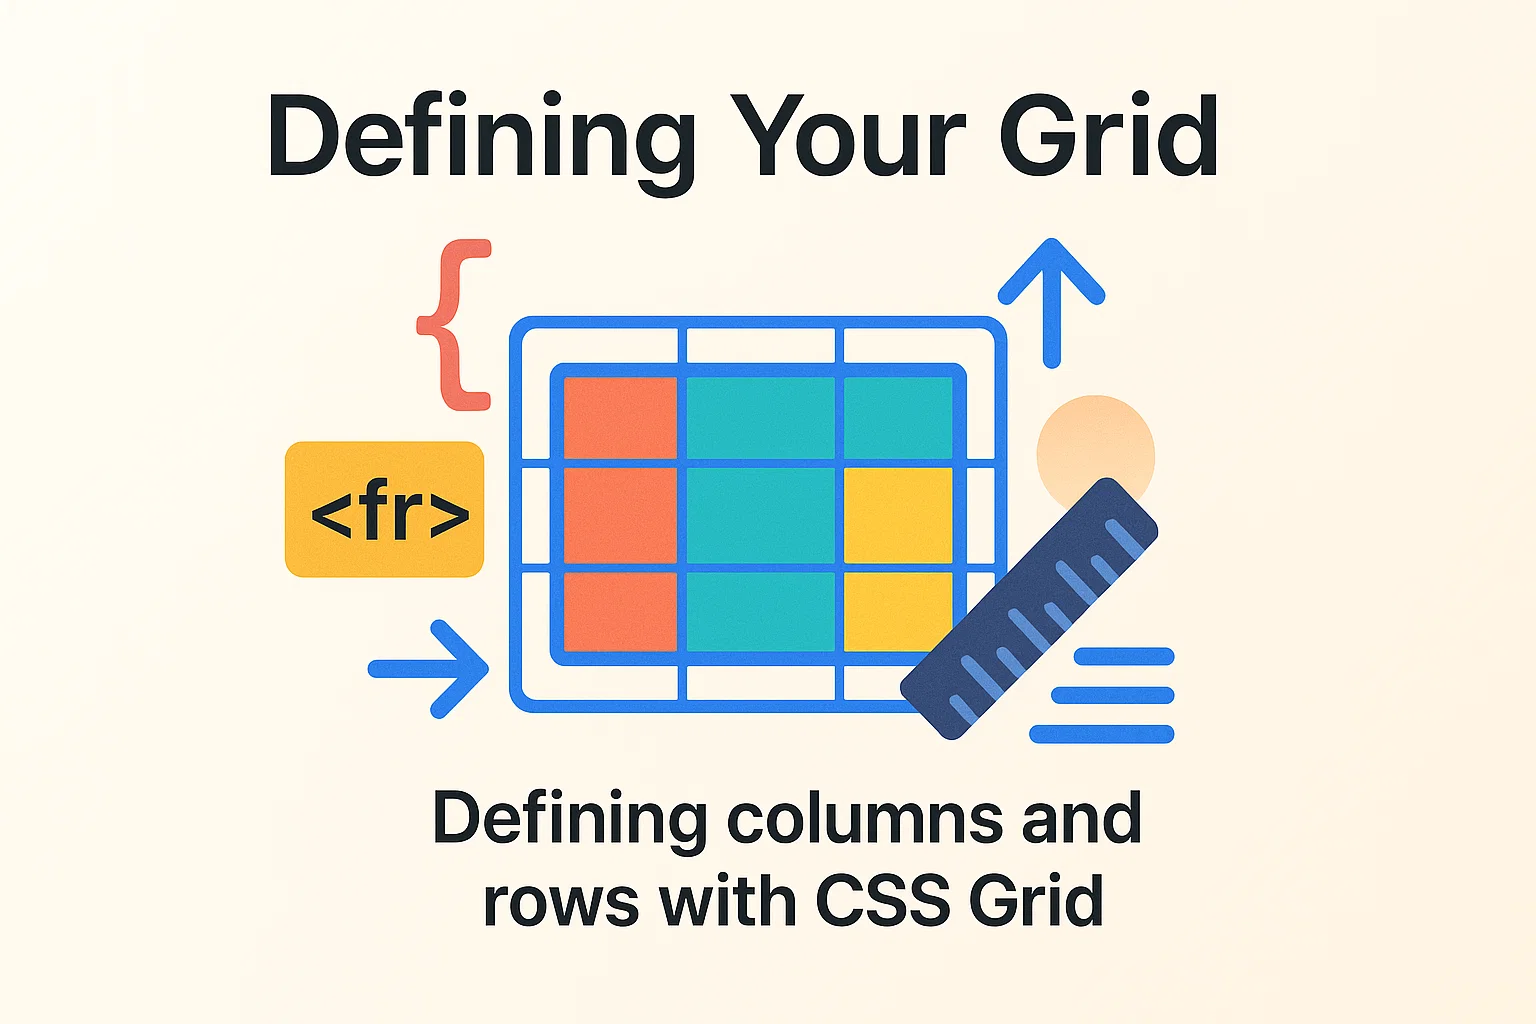 Defining Your Grid
{
<fr>
Defining columns and
rows with CSS Grid